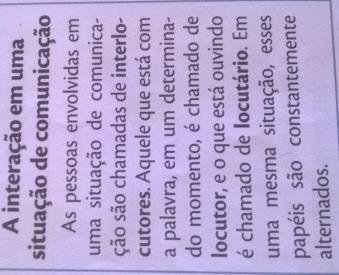 A interação em uma
situação de comunicação
As pessoas envolvidas em
uma situação de comunica-
ção são chamadas de interlo-
cutores. Aquele que está com
a palavra, em um determina-
do momento, é chamado de
locutor, e o que está ouvindo
é chamado de locutário. Em
uma mesma situação, esses
papéis são constantemente
alternados.